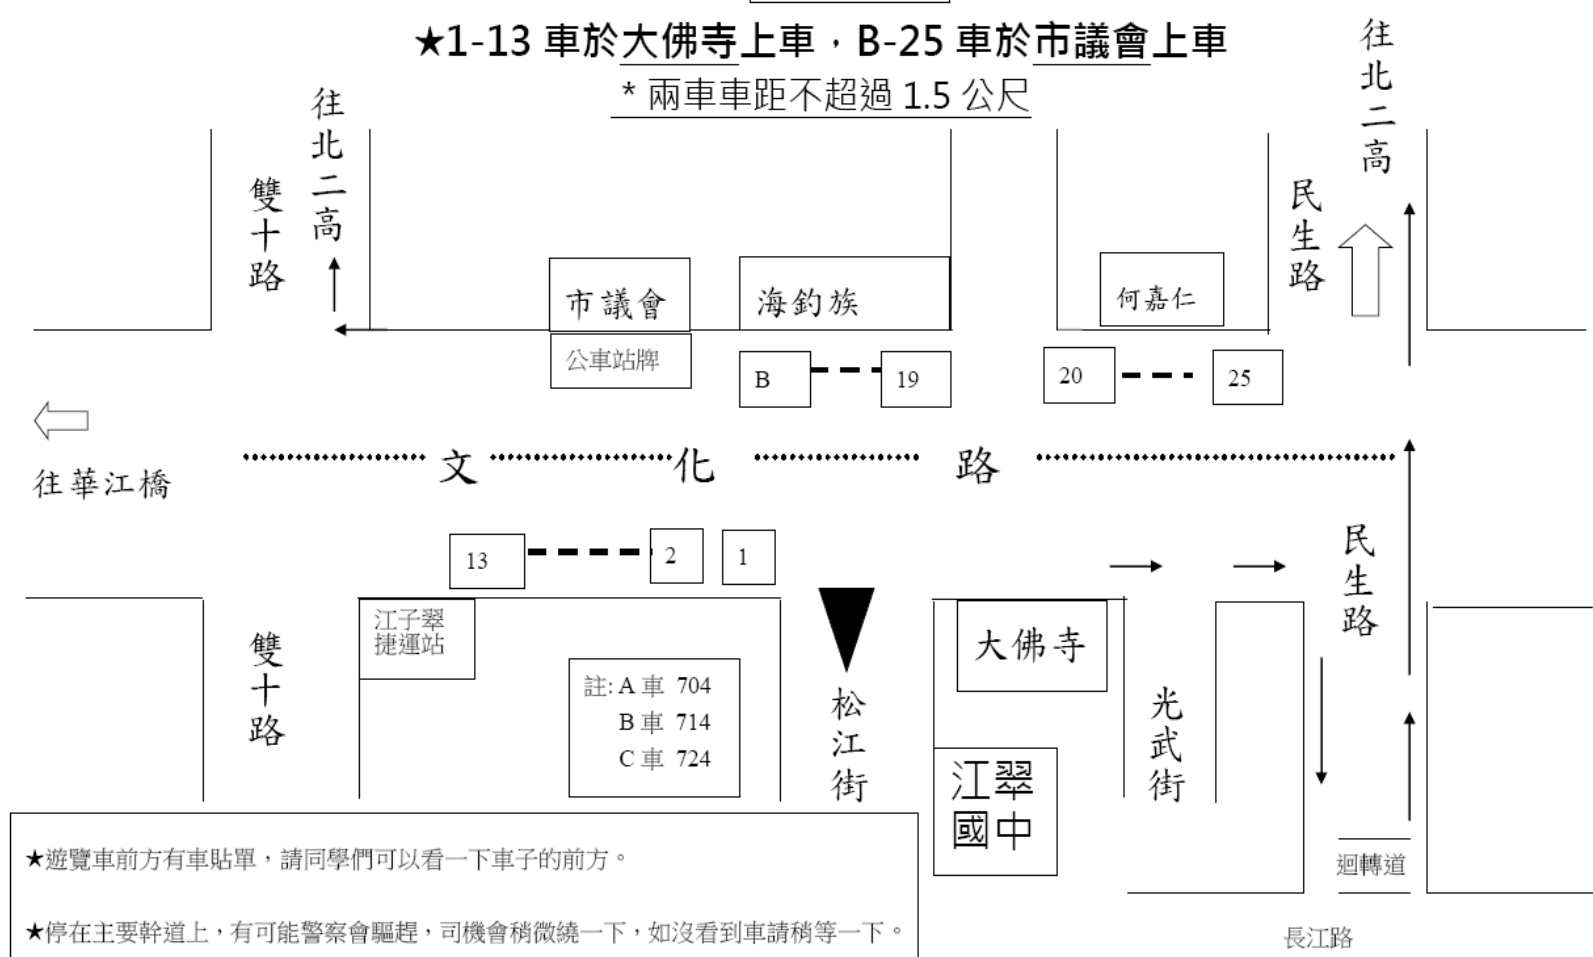 ★1-13 車於大佛寺上車，B-25 車於市議會上車
* 兩車車距不超過 1.5 公尺
往北二高
往北二高
雙十路
民生路
市議會
海釣族
何嘉仁
公車站牌
B
19
20
25
往華江橋
文化路
13
2
1
民生路
江子翠
捷運站
大佛寺
雙十路
註: A 車 704
B 車 714
C 車 724
松江街
光武街
江翠
國中
迴轉道
★遊覽車前方有車貼單，請同學們可以看一下車子的前方。
★停在主要幹道上，有可能警察會驅趕，司機會稍微繞一下，如沒看到車請稍等一下。
長江路